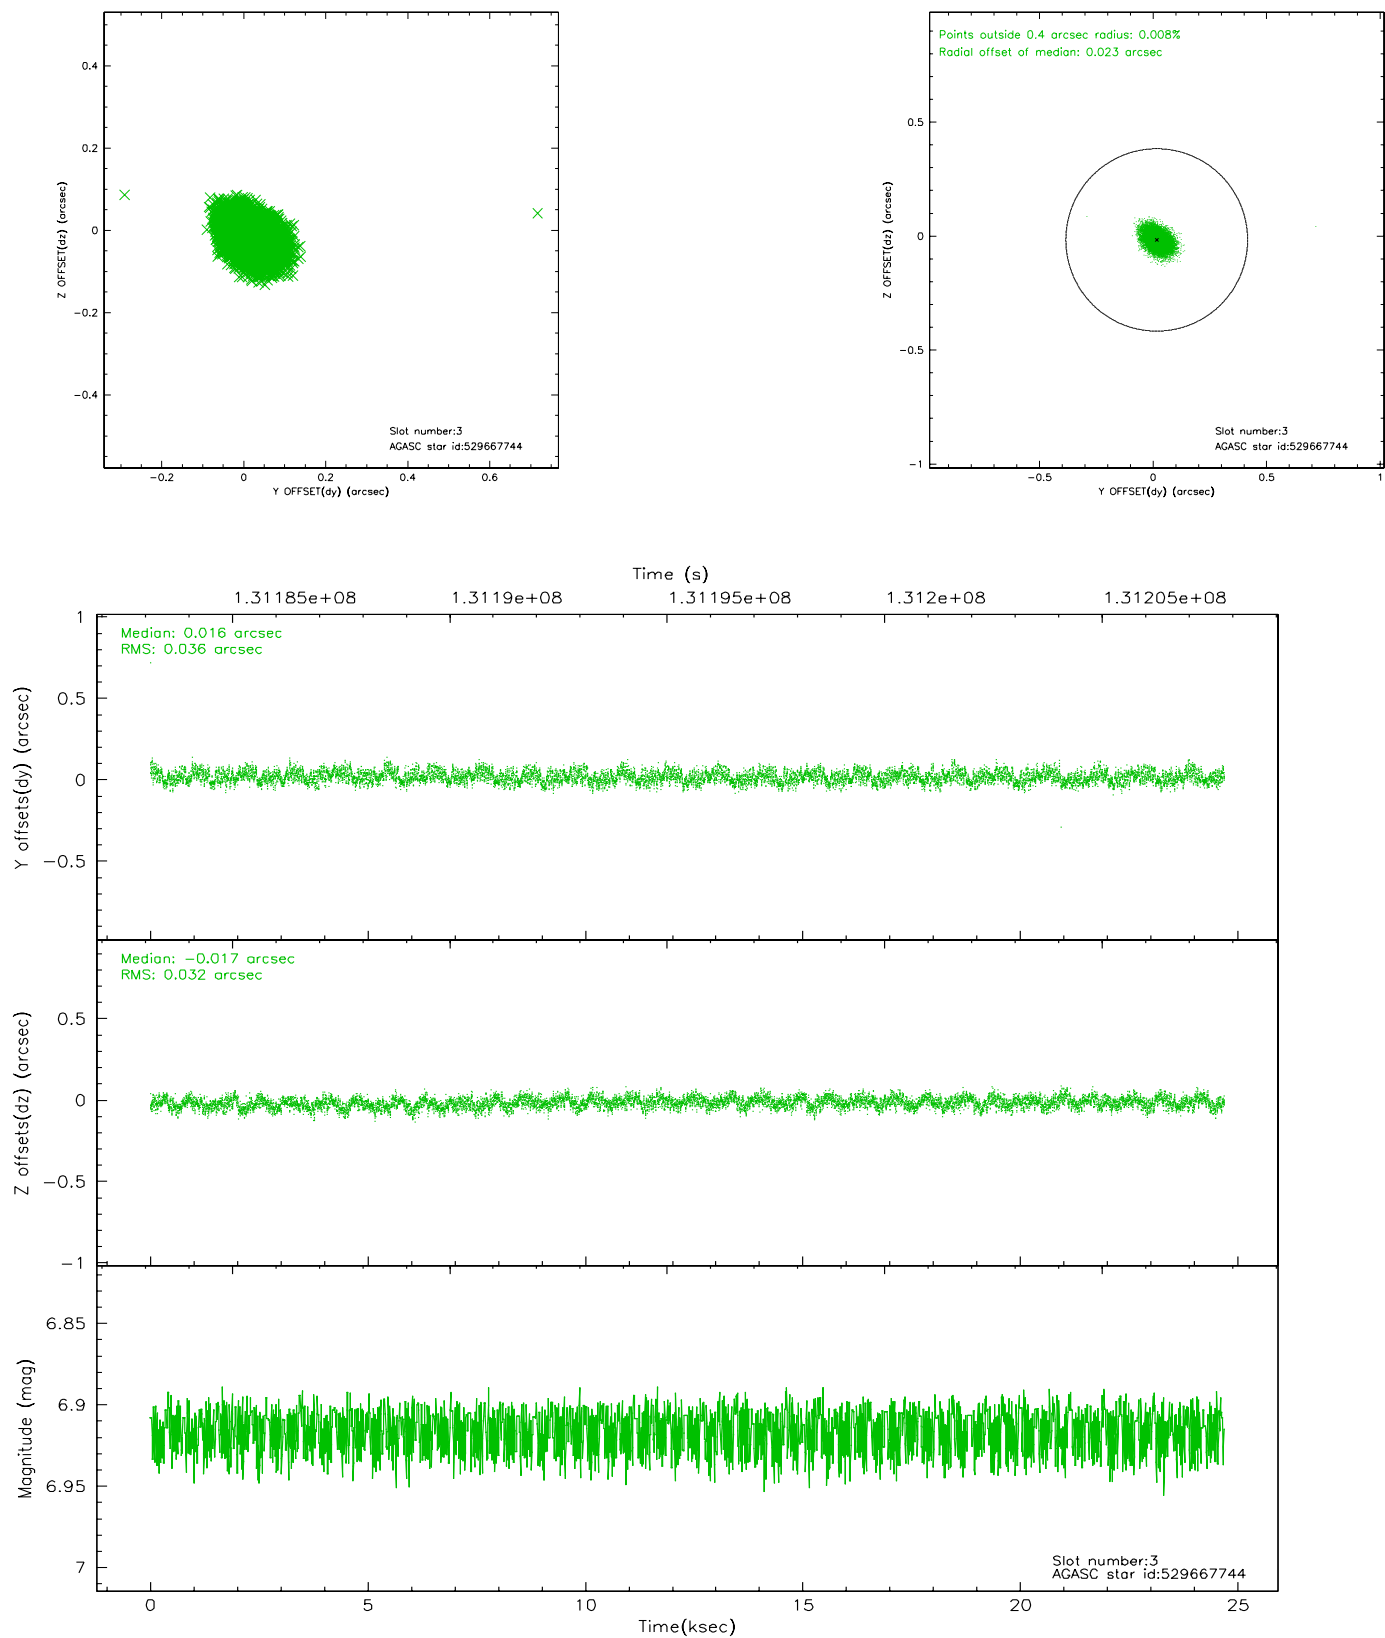 0.4
0.2
0
−0.2
−0.4
Z OFFSET(dz) (arcsec)
Slot number:3
AGASC star id:529667744
−0.2
0
0.2
0.4
0.6
Y OFFSET(dy) (arcsec)
Points outside 0.4 arcsec radius: 0.008%
Radial offset of median: 0.023 arcsec
0.5
0
−0.5
−1
Z OFFSET(dz) (arcsec)
Slot number:3
AGASC star id:529667744
−0.5
0
0.5
1
Y OFFSET(dy) (arcsec)
Time (s)
1.31185e+08
1.3119e+08
1.31195e+08
1.312e+08
1.31205e+08
Median: 0.016 arcsec
RMS: 0.036 arcsec
1
0.5
0
−0.5
Y offsets(dy) (arcsec)
Median: −0.017 arcsec
RMS: 0.032 arcsec
0.5
0
−0.5
−1
Z offsets(dz) (arcsec)
6.85
6.9
6.95
7
Magnitude (mag)
Slot number:3
AGASC star id:529667744
0
5
10
15
20
25
Time(ksec)